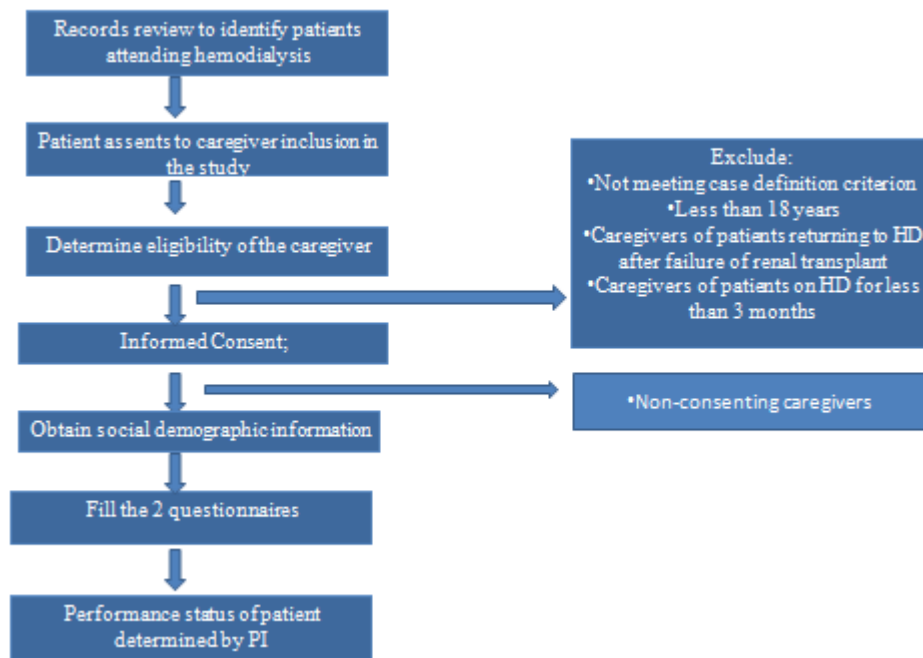 Records review to identify patients
attending hemodialysis
Patient assents to caregiver inclusion in
the study
Determine eligibility of the caregiver
Exclude:
•Not meeting case definition criterion
•Less than 18 years
•Caregivers of patients returning to HD
after failure of renal transplant
•Caregivers of patients on HD for less
than 3 months
Informed Consent;
•Non-consenting caregivers
Obtain social demographic information
Fill the 2 questionnaires
Performance status of patient
determined by PI